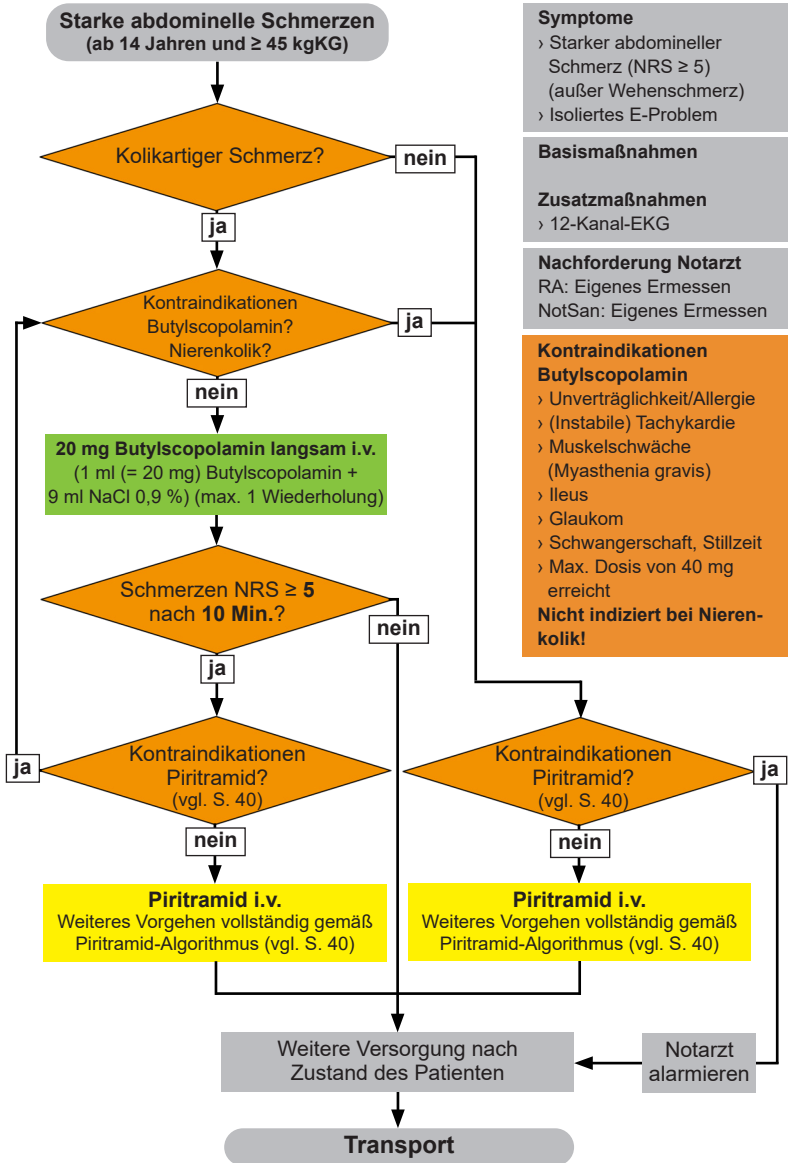 Starke abdominelle Schmerzen
(ab 14 Jahren und ≥ 45 kgKG)
Kolikartiger Schmerz?
nein
ja
Kontraindikationen
Butylscopolamin?
Nierenkolik?
ja
nein
20 mg Butylscopolamin langsam i.v.
(1 ml (= 20 mg) Butylscopolamin +
9 ml NaCl 0,9 %) (max. 1 Wiederholung)
Schmerzen NRS ≥ 5
nach 10 Min.?
nein
ja
Kontraindikationen
Piritramid?
(vgl. S. 40)
ja
nein
Piritramid i.v.
Weiteres Vorgehen vollständig gemäß
Piritramid-Algorithmus (vgl. S. 40)
Kontraindikationen
Piritramid?
(vgl. S. 40)
ja
nein
Piritramid i.v.
Weiteres Vorgehen vollständig gemäß
Piritramid-Algorithmus (vgl. S. 40)
Weitere Versorgung nach
Zustand des Patienten
Notarzt
alarmieren
Transport
Symptome
› Starker abdomineller
Schmerz (NRS ≥ 5)
(außer Wehenschmerz)
› Isoliertes E-Problem
Basismaßnahmen
Zusatzmaßnahmen
› 12-Kanal-EKG
Nachforderung Notarzt
RA: Eigenes Ermessen
NotSan: Eigenes Ermessen
Kontraindikationen
Butylscopolamin
› Unverträglichkeit/Allergie
› (Instabile) Tachykardie
› Muskelschwäche
(Myasthenia gravis)
› Ileus
› Glaukom
› Schwangerschaft, Stillzeit
› Max. Dosis von 40 mg
erreicht
Nicht indiziert bei Nieren-
kolik!